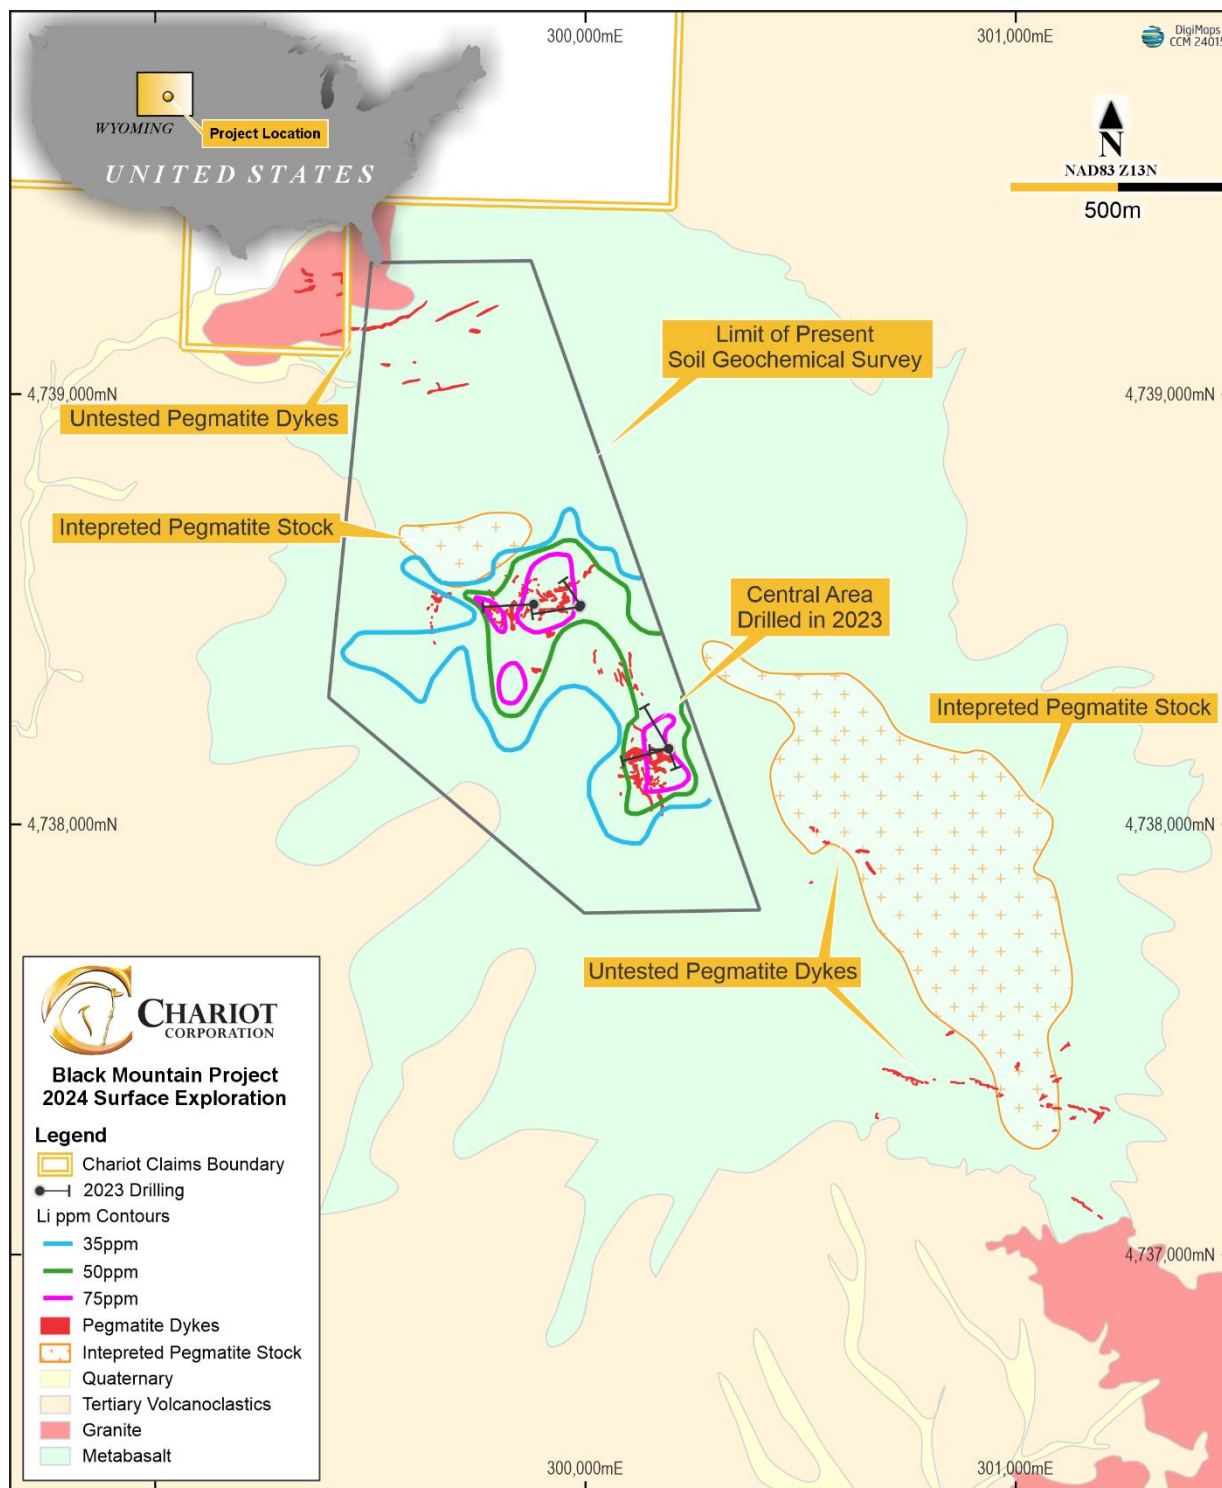 300,000mE
301,000mE
DigiMaps
CCM 24015
WYOMING
Project Location
UNITED STATES
N
NAD83 Z13N
500m
Limit of Present
Soil Geochemical Survey
4,739,000mN
4,739,000mN
Untested Pegmatite Dykes
Intepreted Pegmatite Stock
Central Area
Drilled in 2023
Intepreted Pegmatite Stock
4,738,000mN
4,738,000mN
Untested Pegmatite Dykes
CHARIOT
CORPORATION
Black Mountain Project
2024 Surface Exploration
Legend
Chariot Claims Boundary
2023 Drilling
Li ppm Contours
35ppm
50ppm
75ppm
Pegmatite Dykes
Intepreted Pegmatite Stock
Quaternary
Tertiary Volcanoclastics
Granite
Metabasalt
4,737,000mN
300,000mE
301,000mE